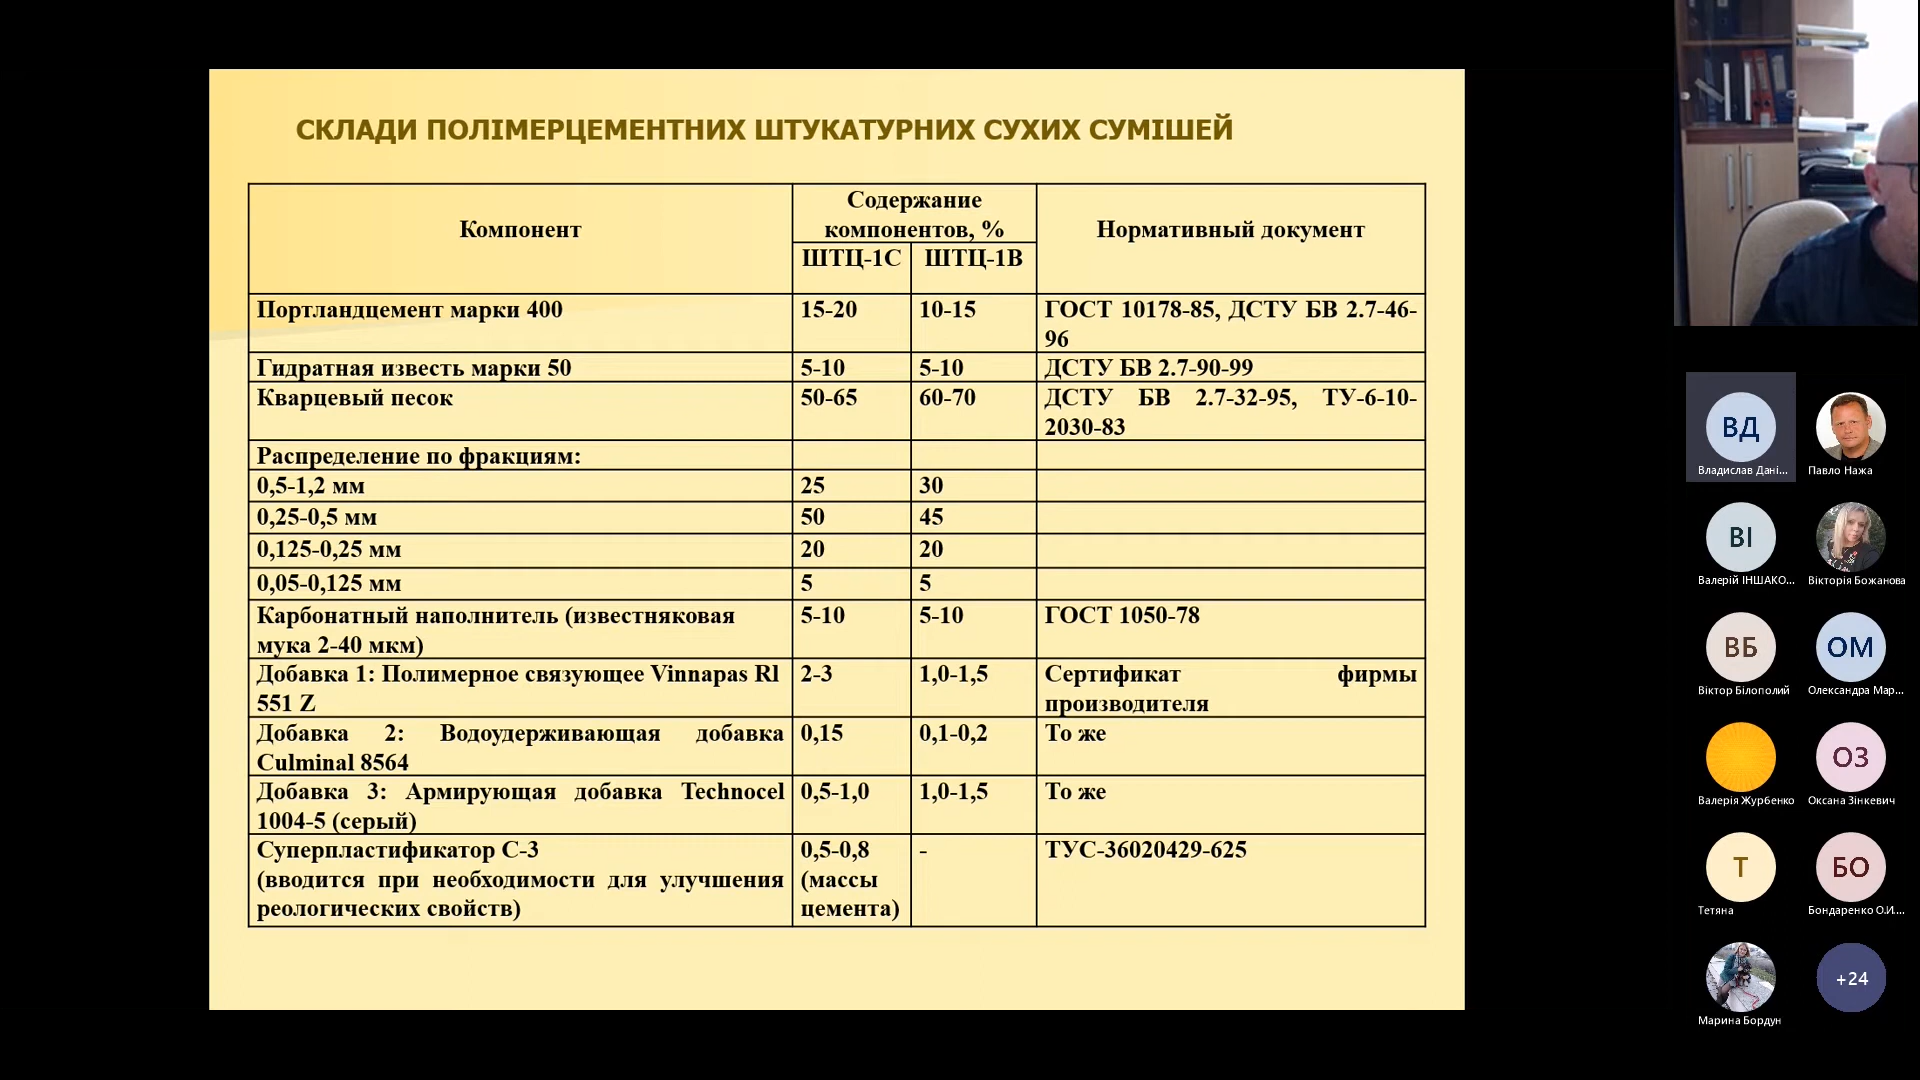 СКЛАДИ ПОЛІМЕРЦЕМЕНТНИХ ШТУКАТУРНИХ СУХИХ СУМІШЕЙ
Компонент
Содержание
компонентов, %
Нормативный документ
ШТЦ-1С
ШТЦ-1В
Портландцемент марки 400
15-20
10-15
ГОСТ 10178-85, ДСТУ БВ 2.7-46-
96
Гидратная известь марки 50
5-10
5-10
ДСТУ БВ 2.7-90-99
Кварцевый песок
50-65
60-70
ДСТУ БВ 2.7-32-95, ТУ-6-10-
2030-83
Распределение по фракциям:
0,5-1,2 мм
25
30
0,25-0,5 мм
50
45
0,125-0,25 мм
20
20
0,05-0,125 мм
5
5
Карбонатный наполнитель (известняковая
мука 2-40 мкм)
5-10
5-10
ГОСТ 1050-78
Добавка 1: Полимерное связующее Vinnapas Rl
551 Z
2-3
1,0-1,5
Сертификат фирмы
производителя
Добавка 2: Водоудерживающая добавка
Culminal 8564
0,15
0,1-0,2
То же
Добавка 3: Армирующая добавка Technocel
1004-5 (серый)
0,5-1,0
1,0-1,5
То же
Суперпластификатор С-3
(вводится при необходимости для улучшения
реологических свойств)
0,5-0,8
(массы
цемента)
-
ТУС-36020429-625
ВД
Владислав Дані...
Павло Нажа
ВІ
Валерій ІНШАКО...
Вікторія Божанова
ВБ
Віктор Білополий
ОМ
Олександра Мар...
Валерія Журбенко
ОЗ
Оксана Зінкевич
Т
Тетяна
БО
Бондаренко О.И....
Марина Бордун
+24